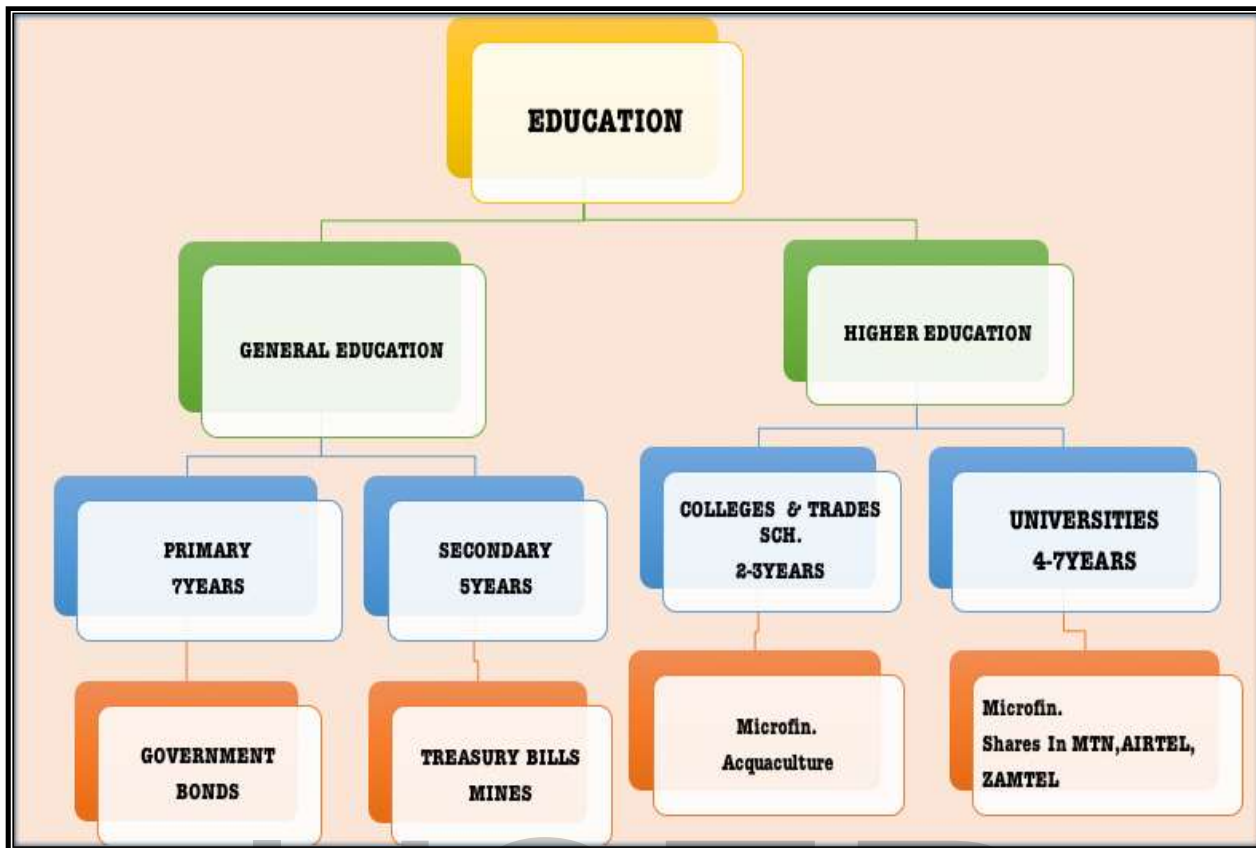 EDUCATION
GENERAL EDUCATION
HIGHER EDUCATION
PRIMARY
7YEARS
SECONDARY
5YEARS
COLLEGES & TRADES
SCH.
2-3YEARS
UNIVERSITIES
4-7YEARS
GOVERNMENT
BONDS
TREASURY BILLS
MINES
Microfin.
Acquaculture
Microfin.
Shares In MTN,AIRTEL,
ZAMTEL